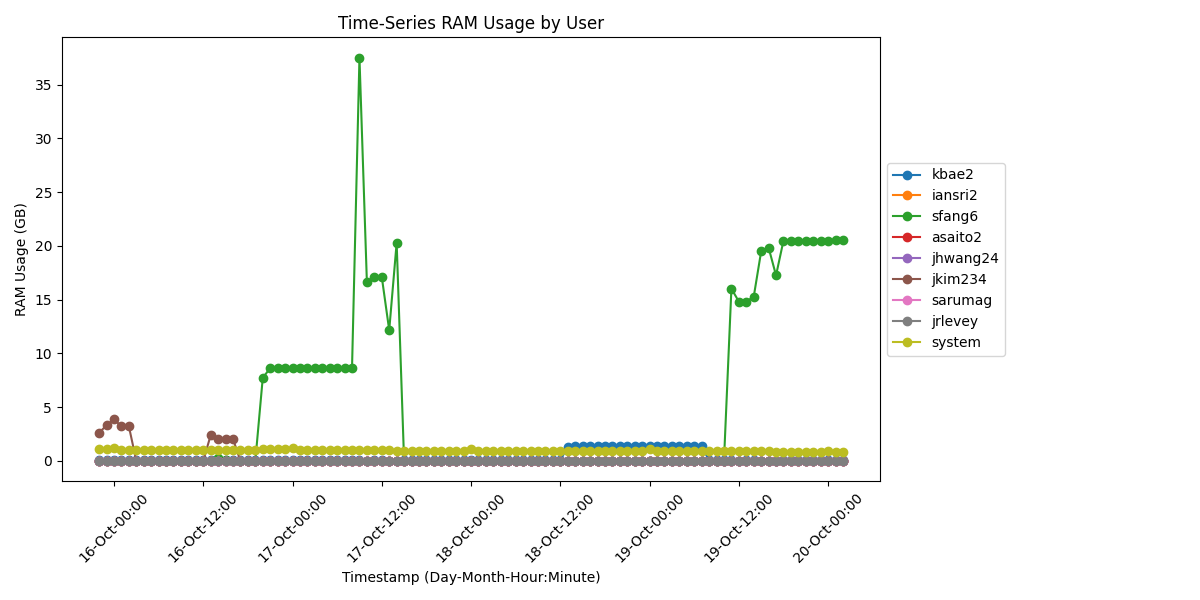 Time-Series RAM Usage by User
RAM Usage (GB)
35
30
25
20
15
10
5
0
16-Oct-00:00
16-Oct-12:00
17-Oct-00:00
17-Oct-12:00
18-Oct-00:00
18-Oct-12:00
19-Oct-00:00
19-Oct-12:00
20-Oct-00:00
Timestamp (Day-Month-Hour:Minute)
kbae2
iansri2
sfang6
asaito2
jhwang24
jkim234
sarumag
jrlevey
system